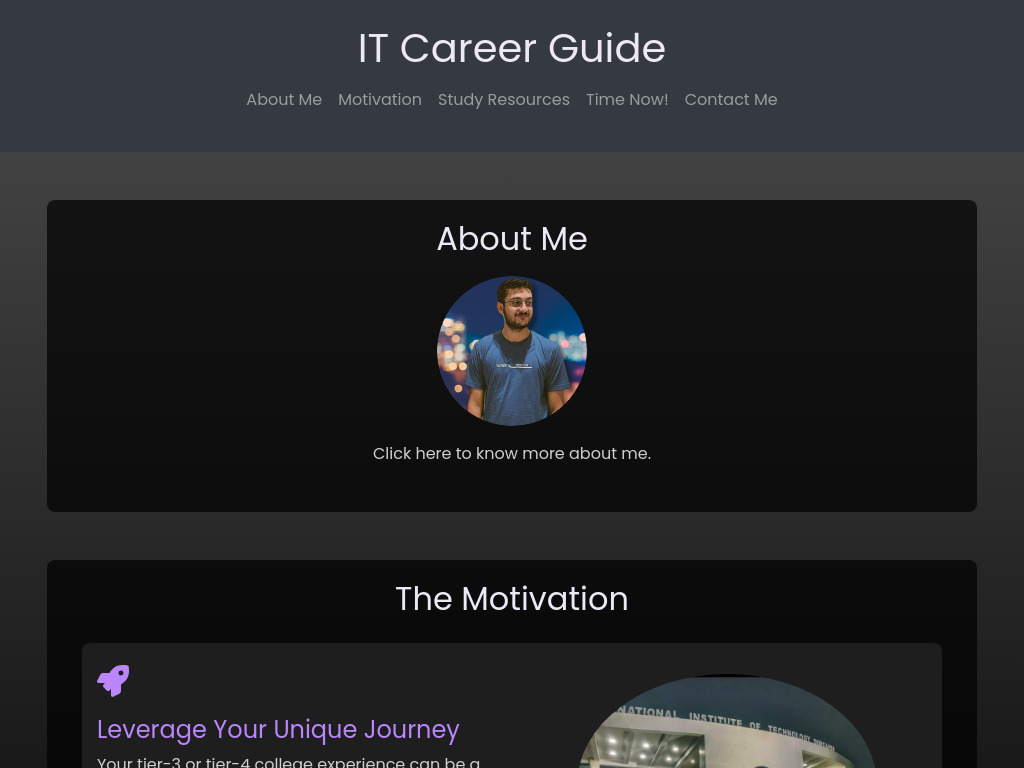 IT Career Guide
About Me Motivation Study Resources Time Now! Contact Me
About Me
Click here to know more about me.
The Motivation
Leverage Your Unique Journey
NATIONAL INSTITUTE OF TECHNOLOGY
Your tier-3 or tier-4 college experience can be a